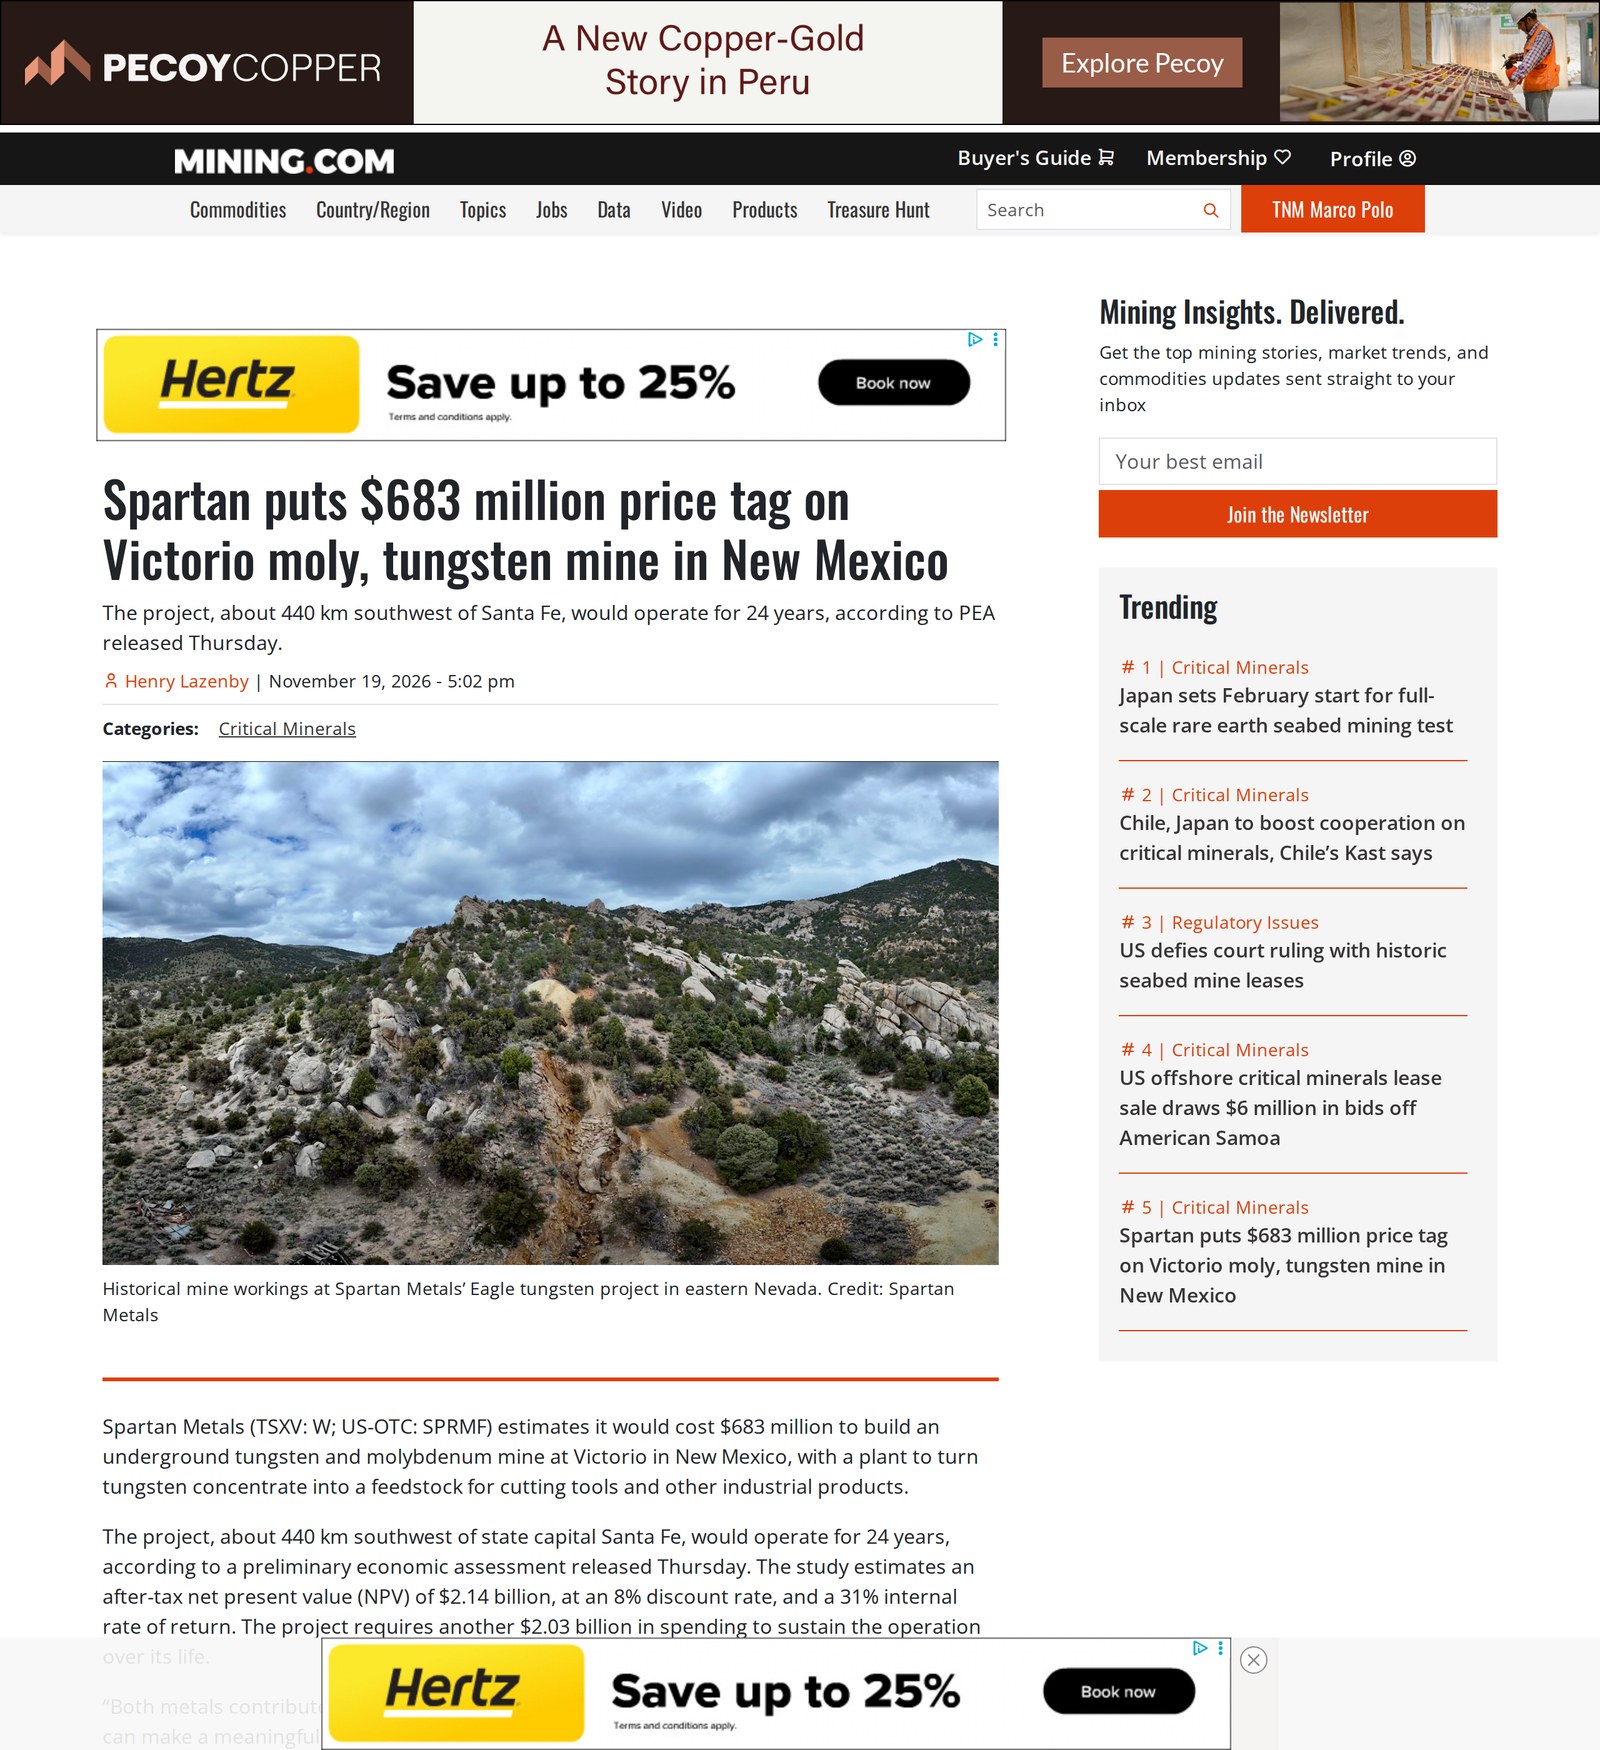 PECOYCOPPER
A New Copper-Gold
Story in Peru
Explore Pecoy
MINING.COM
Buyer's Guide
Membership
Profile
Commodities
Country/Region
Topics
Jobs
Data
Video
Products
Treasure Hunt
Search
TNM Marco Polo
Hertz
Save up to 25%
Terms and conditions apply.
Book now
Spartan puts $683 million price tag on
Victorio moly, tungsten mine in New Mexico
The project, about 440 km southwest of Santa Fe, would operate for 24 years, according to PEA
released Thursday.
Henry Lazenby | November 19, 2026 - 5:02 pm
Categories: Critical Minerals
Historical mine workings at Spartan Metals’ Eagle tungsten project in eastern Nevada. Credit: Spartan
Metals
Spartan Metals (TSXV: W; US-OTC: SPRMF) estimates it would cost $683 million to build an
underground tungsten and molybdenum mine at Victorio in New Mexico, with a plant to turn
tungsten concentrate into a feedstock for cutting tools and other industrial products.
The project, about 440 km southwest of state capital Santa Fe, would operate for 24 years,
according to a preliminary economic assessment released Thursday. The study estimates an
after-tax net present value (NPV) of $2.14 billion, at an 8% discount rate, and a 31% internal
rate of return. The project requires another $2.03 billion in spending to sustain the operation
over its life.
“Both metals contribute
can make a meaningful
Mining Insights. Delivered.
Get the top mining stories, market trends, and
commodities updates sent straight to your
inbox
Your best email
Join the Newsletter
Trending
# 1 | Critical Minerals
Japan sets February start for full-
scale rare earth seabed mining test
# 2 | Critical Minerals
Chile, Japan to boost cooperation on
critical minerals, Chile’s Kast says
# 3 | Regulatory Issues
US defies court ruling with historic
seabed mine leases
# 4 | Critical Minerals
US offshore critical minerals lease
sale draws $6 million in bids off
American Samoa
# 5 | Critical Minerals
Spartan puts $683 million price tag
on Victorio moly, tungsten mine in
New Mexico
Hertz
Save up to 25%
Terms and conditions apply.
Book now